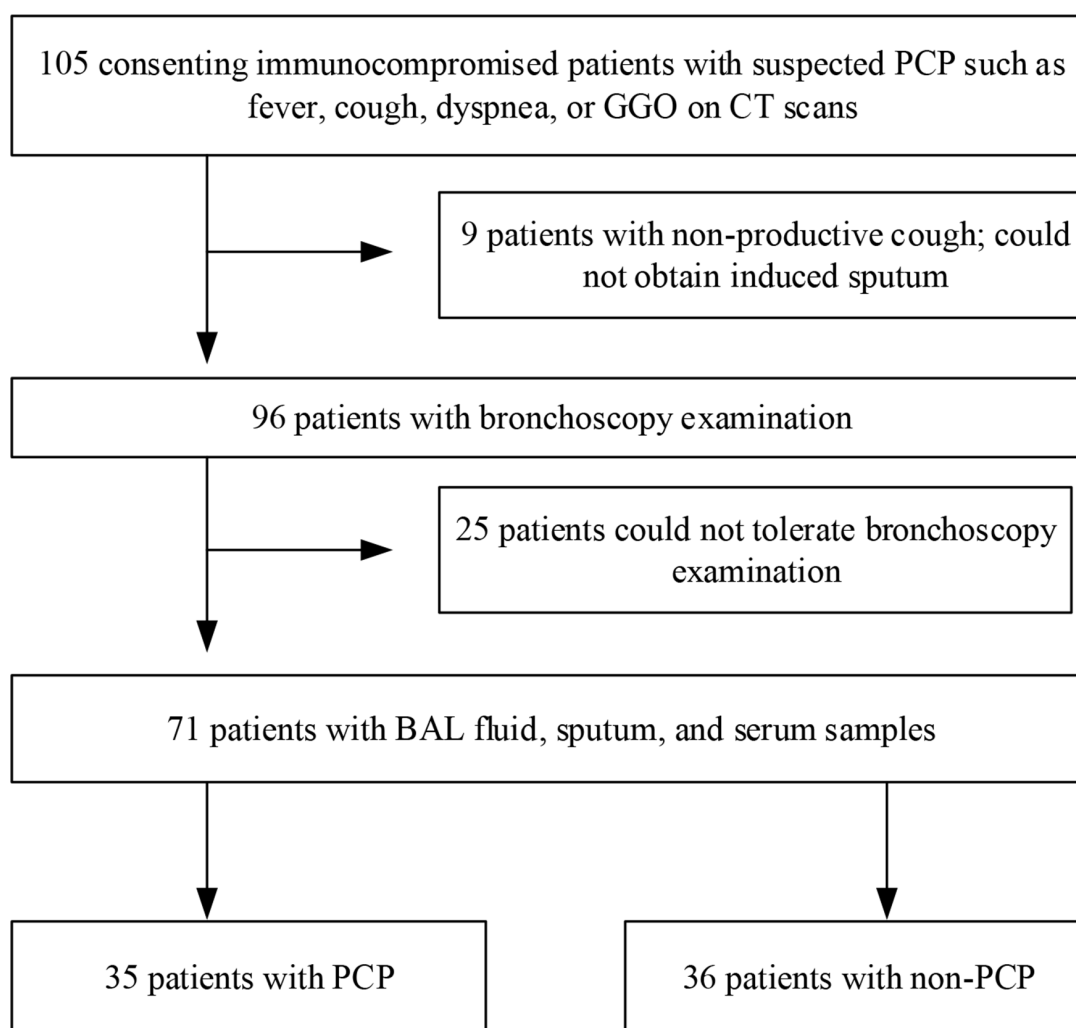 105 consenting immunocompromised patients with suspected PCP such as
fever, cough, dyspnea, or GGO on CT scans
9 patients with non-productive cough; could
not obtain induced sputum
96 patients with bronchoscopy examination
25 patients could not tolerate bronchoscopy
examination
71 patients with BAL fluid, sputum, and serum samples
35 patients with PCP
36 patients with non-PCP